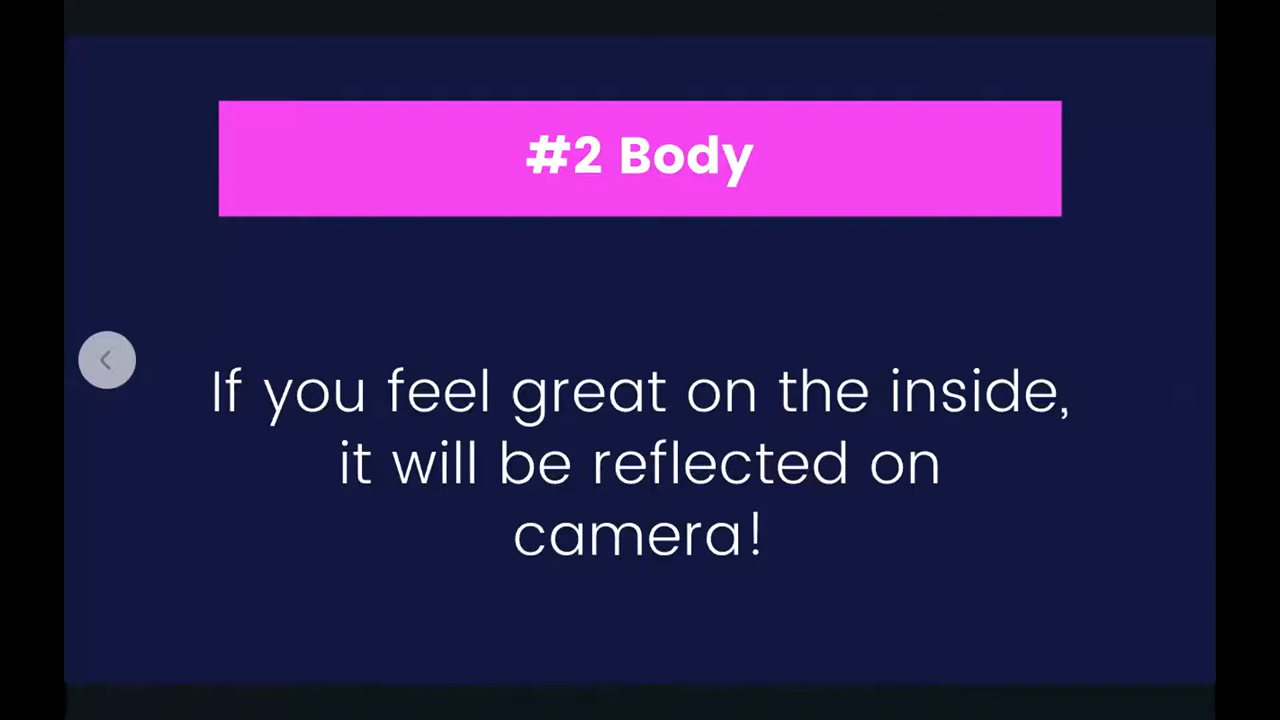 #2 Body
If you feel great on the inside,
it will be reflected on
camera!